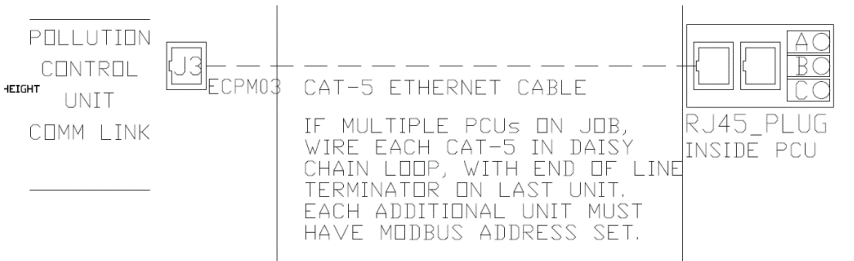 POLLUTION
CONTROL
UNIT
COMM LINK
HEIGHT
J3
ECPM03
CAT-5 ETHERNET CABLE
IF MULTIPLE PCUs ON JOB,
WIRE EACH CAT-5 IN DAISY
CHAIN LOOP, WITH END OF LINE
TERMINATOR ON LAST UNIT.
EACH ADDITIONAL UNIT MUST
HAVE MODBUS ADDRESS SET.
A
B
C
RJ45_PLUG
INSIDE PCU